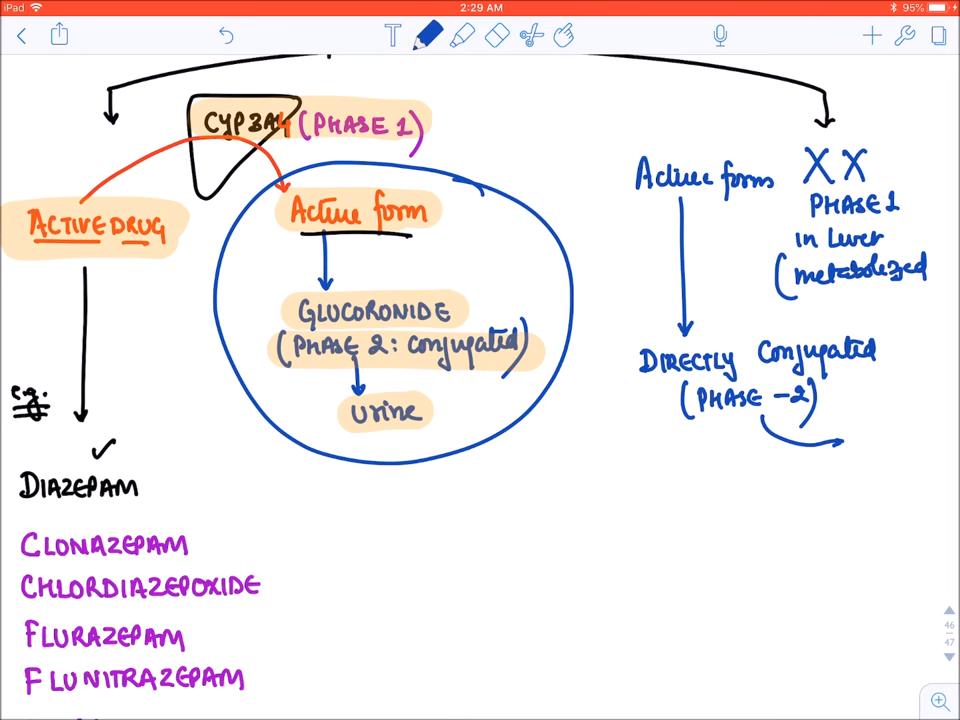 iPad
2:29 AM
95%
T
CYP3A4 (PHASE 1)
ACTIVE DRUG
Active form
GLUCORONIDE
(PHASE 2: conjugated)
urine
e.g:
DIAZEPAM
CLONAZEPAM
CHLORDIAZEPOXIDE
FLURAZEPAM
FLUNITRAZEPAM
Active forms XX
PHASE 1
in Liver
(metabolized
DIRECTLY Conjugated
(PHASE -2)
46
47